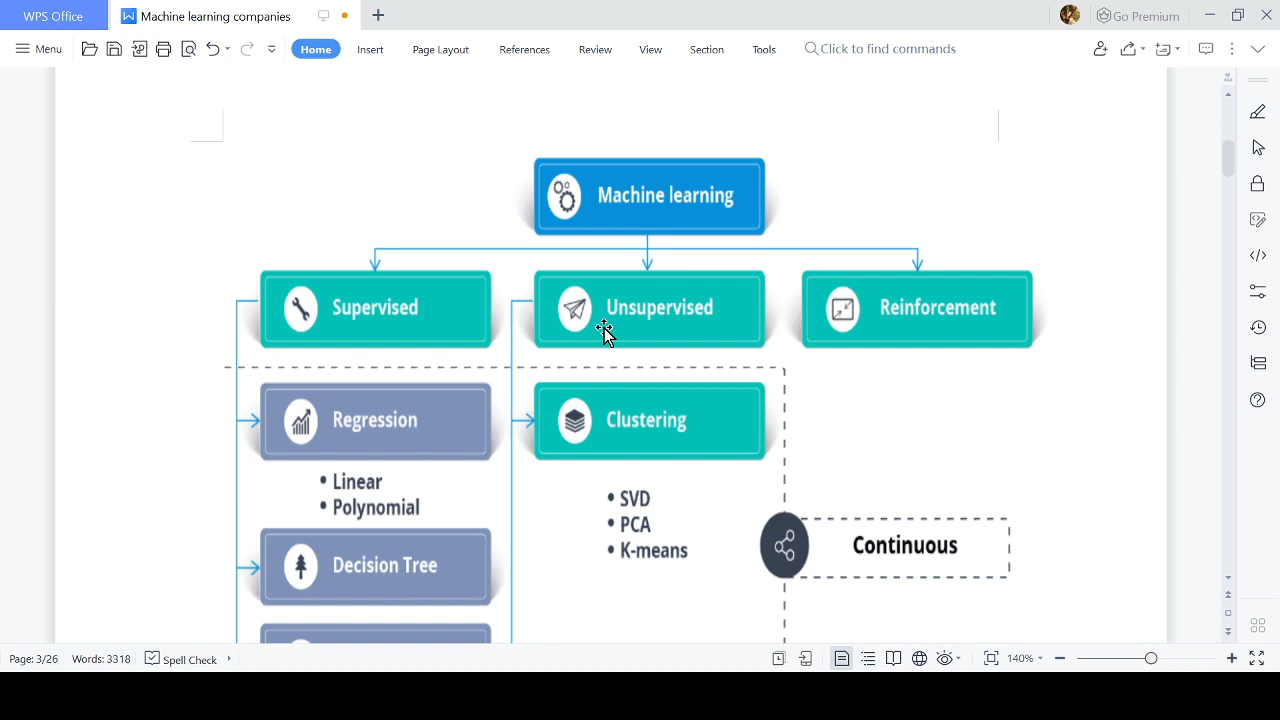 WPS Office
Machine learning companies
Go Premium
Menu
Home
Insert
Page Layout
References
Review
View
Section
Tools
Click to find commands
Machine learning
Supervised
Unsupervised
Reinforcement
Regression
Clustering
• Linear
• Polynomial
• SVD
• PCA
• K-means
Continuous
Decision Tree
Page: 3/26
Words: 3318
Spell Check
140%